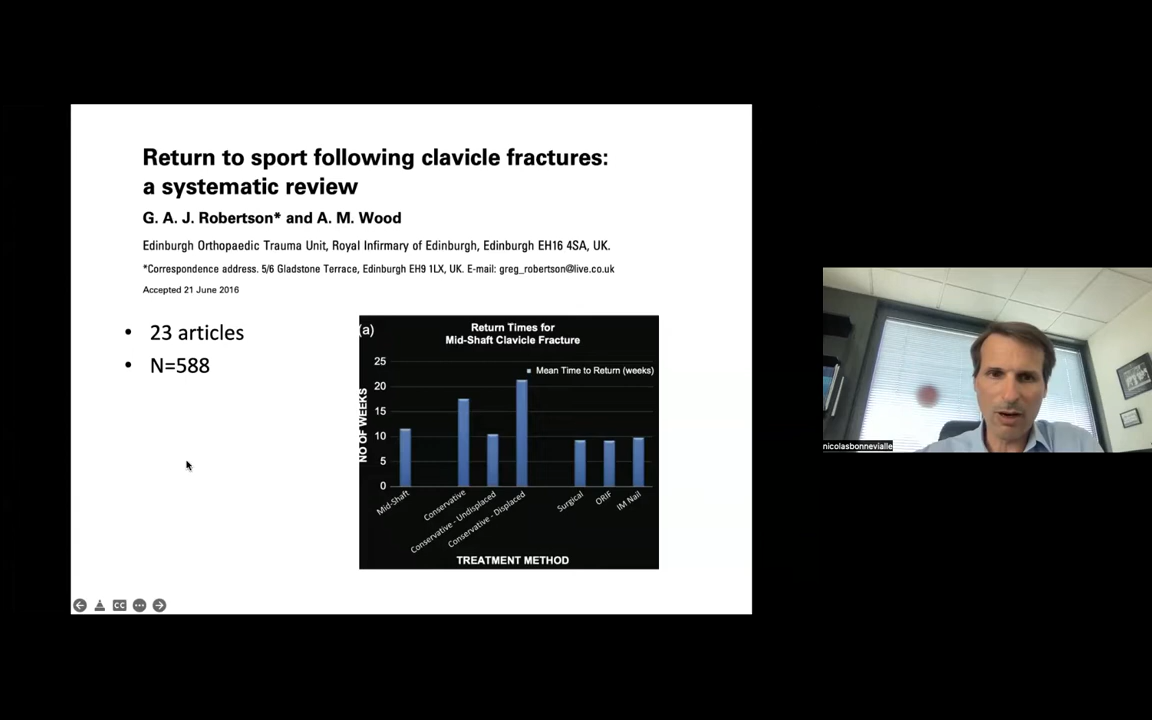 Return to sport following clavicle fractures:
a systematic review
G. A. J. Robertson* and A. M. Wood
Edinburgh Orthopaedic Trauma Unit, Royal Infirmary of Edinburgh, Edinburgh EH16 4SA, UK.
*Correspondence address. 5/6 Gladstone Terrace, Edinburgh EH9 1LX, UK. E-mail: greg_robertson@live.co.uk
Accepted 21 June 2016
• 23 articles
• N=588
(a)
Return Times for
Mid-Shaft Clavicle Fracture
Mean Time to Return (weeks)
NO OF WEEKS
25
20
15
10
5
0
Mid-Shaft
Conservative
Conservative - Undisplaced
Conservative - Displaced
Surgical
ORIF
IM Nail
TREATMENT METHOD
CC
nicolasbonnevialle